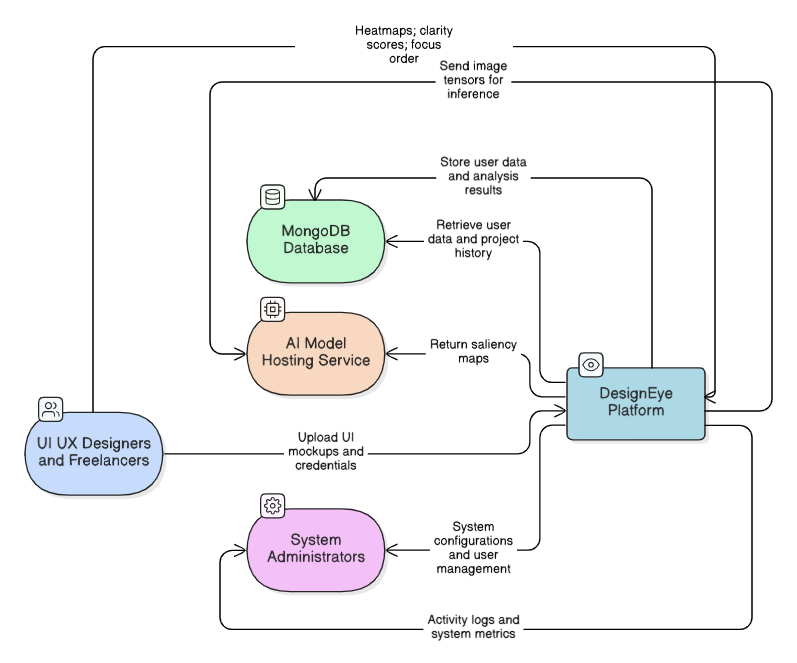 Heatmaps; clarity
scores; focus
order
Send image
tensors for
inference
Store user data
and analysis
results
MongoDB
Database
Retrieve user
data and project
history
AI Model
Hosting Service
Return saliency
maps
DesignEye
Platform
UI UX Designers
and Freelancers
Upload UI
mockups and
credentials
System
Administrators
System
configurations
and user
management
Activity logs and
system metrics